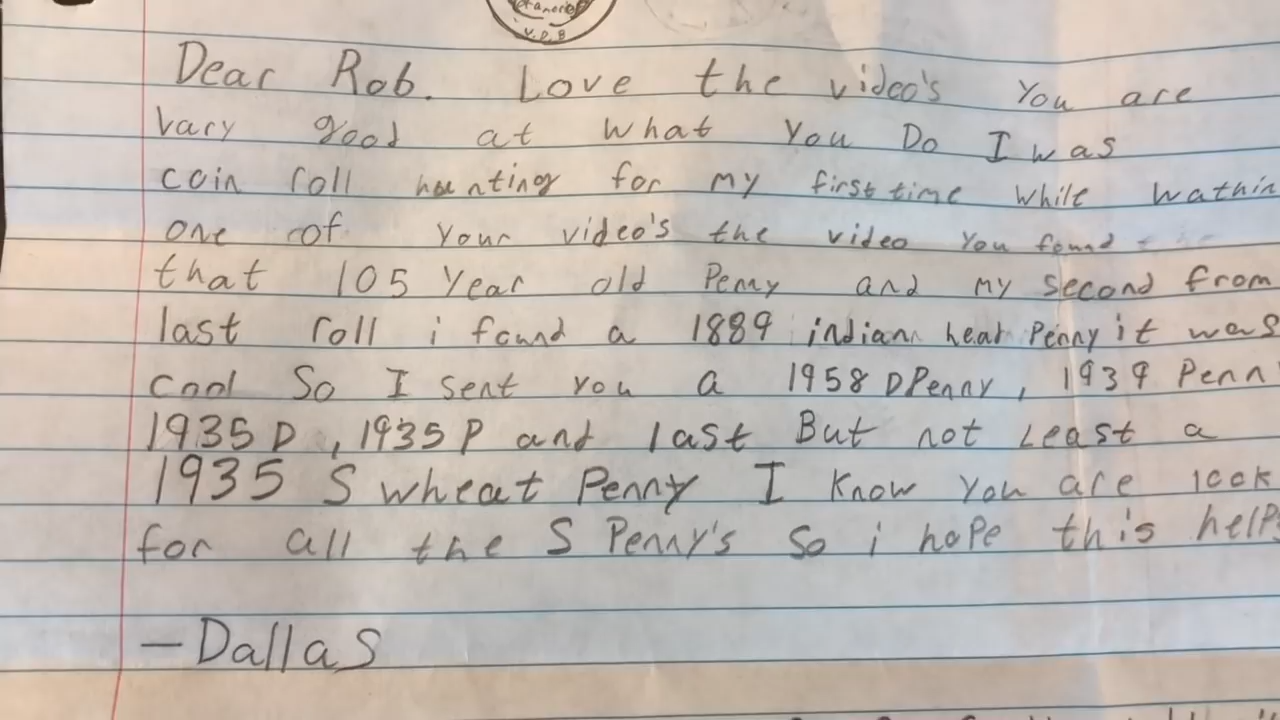 V.D.B
Dear Rob. Love the video's You are
Vary good at what You Do I was
coin roll hounting for my first time while wathin
one of your video's the video you found
that 105 Year old Penny and my second from
last roll i found a 1889 indian head Penny it was
cool So I sent you a 1958 D Penny, 1939 Penn
1935 D, 1935 P and last But not Least a
1935 S wheat Penny I know you are look
for all the S Penny's so i hope this helps
— Dallas